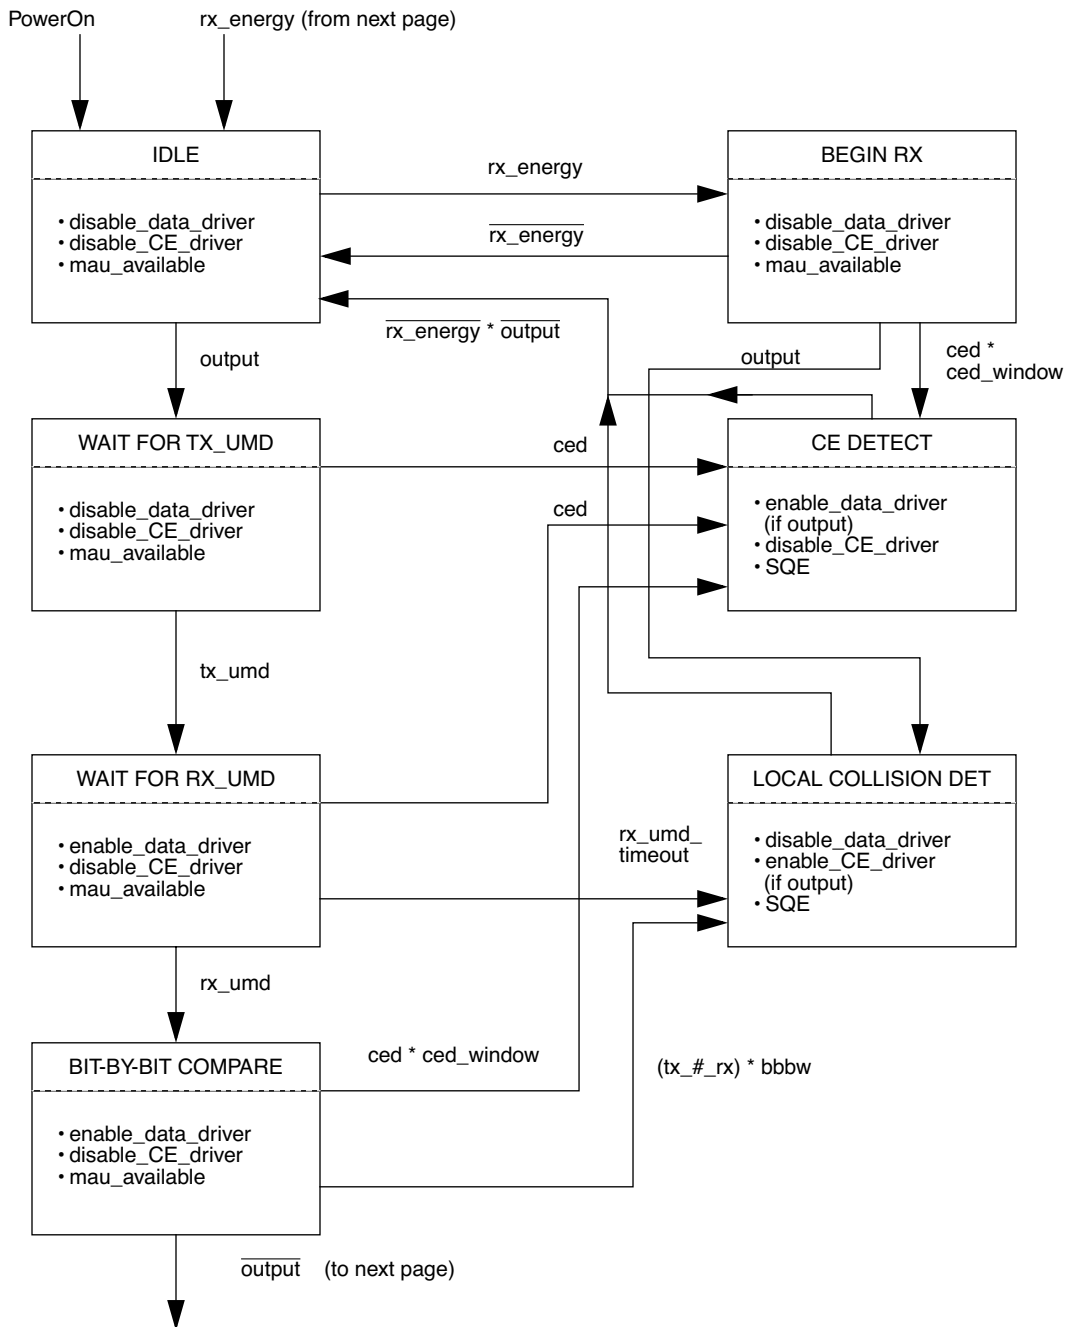 PowerOn
rx_energy (from next page)
IDLE
• disable_data_driver
• disable_CE_driver
• mau_available
rx_energy
rx_energy
rx_energy * output
BEGIN RX
• disable_data_driver
• disable_CE_driver
• mau_available
output
output
ced *
ced_window
WAIT FOR TX_UMD
• disable_data_driver
• disable_CE_driver
• mau_available
ced
ced
CE DETECT
• enable_data_driver
(if output)
• disable_CE_driver
• SQE
tx_umd
WAIT FOR RX_UMD
• enable_data_driver
• disable_CE_driver
• mau_available
rx_umd_
timeout
LOCAL COLLISION DET
• disable_data_driver
• enable_CE_driver
(if output)
• SQE
rx_umd
BIT-BY-BIT COMPARE
• enable_data_driver
• disable_CE_driver
• mau_available
ced * ced_window
(tx_#_rx) * bbbw
output (to next page)